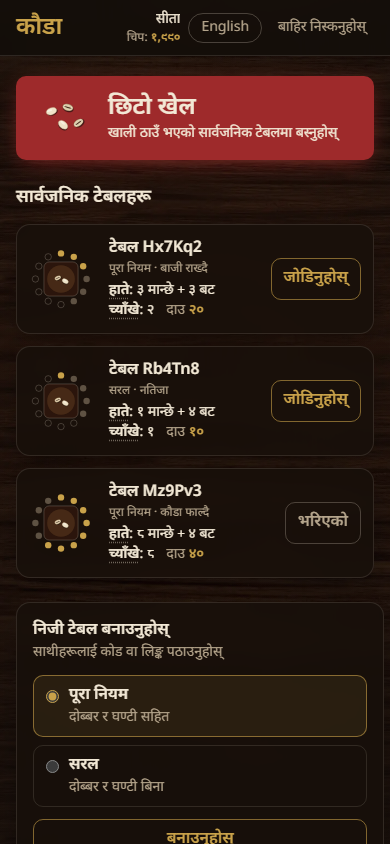 कौडा
सीता
चिप: १,९८०
English
बाहिर निस्कनुहोस्
छिटो खेल
खाली ठाउँ भएको सार्वजनिक टेबलमा बस्नुहोस्
सार्वजनिक टेबलहरू
टेबल Hx7Kq2
पूरा नियम · बाजी राख्दै
हाते: ३ मान्छे + ३ बट
च्याँखे: २ दाउ २०
जोडिनुहोस्
टेबल Rb4Tn8
सरल · नतिजा
हाते: १ मान्छे + ४ बट
च्याँखे: १ दाउ १०
जोडिनुहोस्
टेबल Mz9Pv3
पूरा नियम · कौडा फाल्दै
हाते: ८ मान्छे + २ बट
च्याँखे: ८ दाउ ४०
भरिएको
निजी टेबल बनाउनुहोस्
साथीहरूलाई कोड वा लिङ्क पठाउनुहोस्
पूरा नियम
दोब्बर र घण्टी सहित
सरल
दोब्बर र घण्टी बिना
बनाउनुहोस्